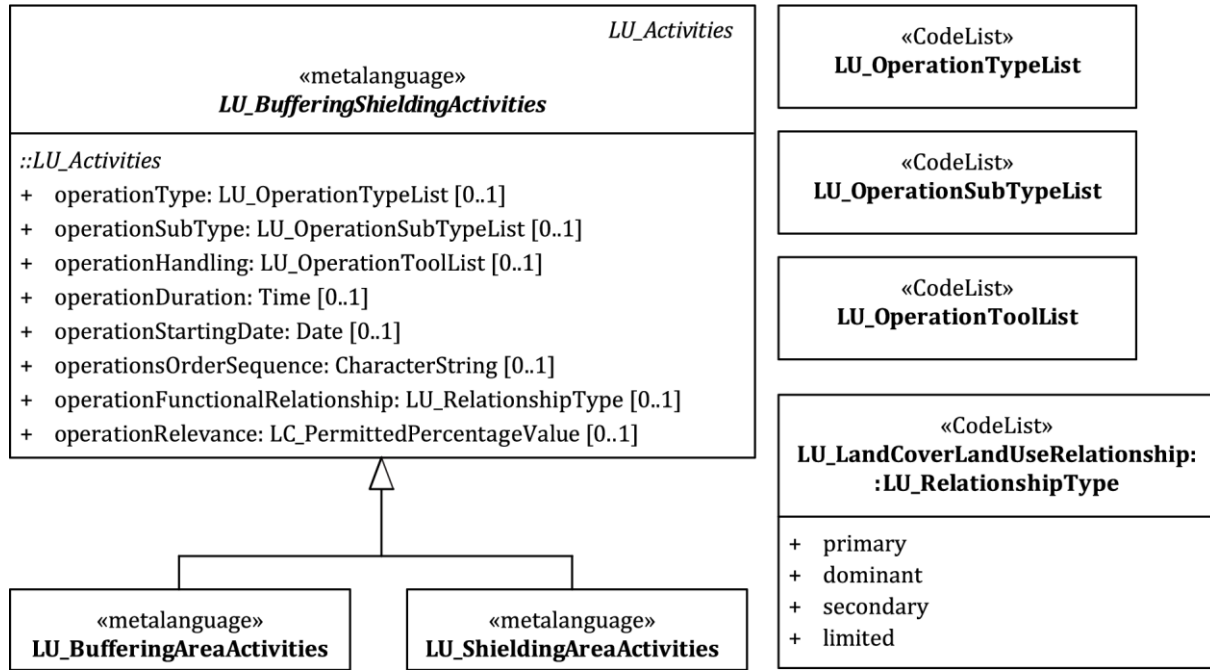 LU_Activities
«metalanguage»
LU_BufferingShieldingActivities
::LU_Activities
+ operationType: LU_OperationTypeList [0..1]
+ operationSubType: LU_OperationSubTypeList [0..1]
+ operationHandling: LU_OperationToolList [0..1]
+ operationDuration: Time [0..1]
+ operationStartingDate: Date [0..1]
+ operationsOrderSequence: CharacterString [0..1]
+ operationFunctionalRelationship: LU_RelationshipType [0..1]
+ operationRelevance: LC_PermittedPercentageValue [0..1]
«metalanguage»
LU_BufferingAreaActivities
«metalanguage»
LU_ShieldingAreaActivities
«CodeList»
LU_OperationTypeList
«CodeList»
LU_OperationSubTypeList
«CodeList»
LU_OperationToolList
«CodeList»
LU_LandCoverLandUseRelationship:
:LU_RelationshipType
+ primary
+ dominant
+ secondary
+ limited